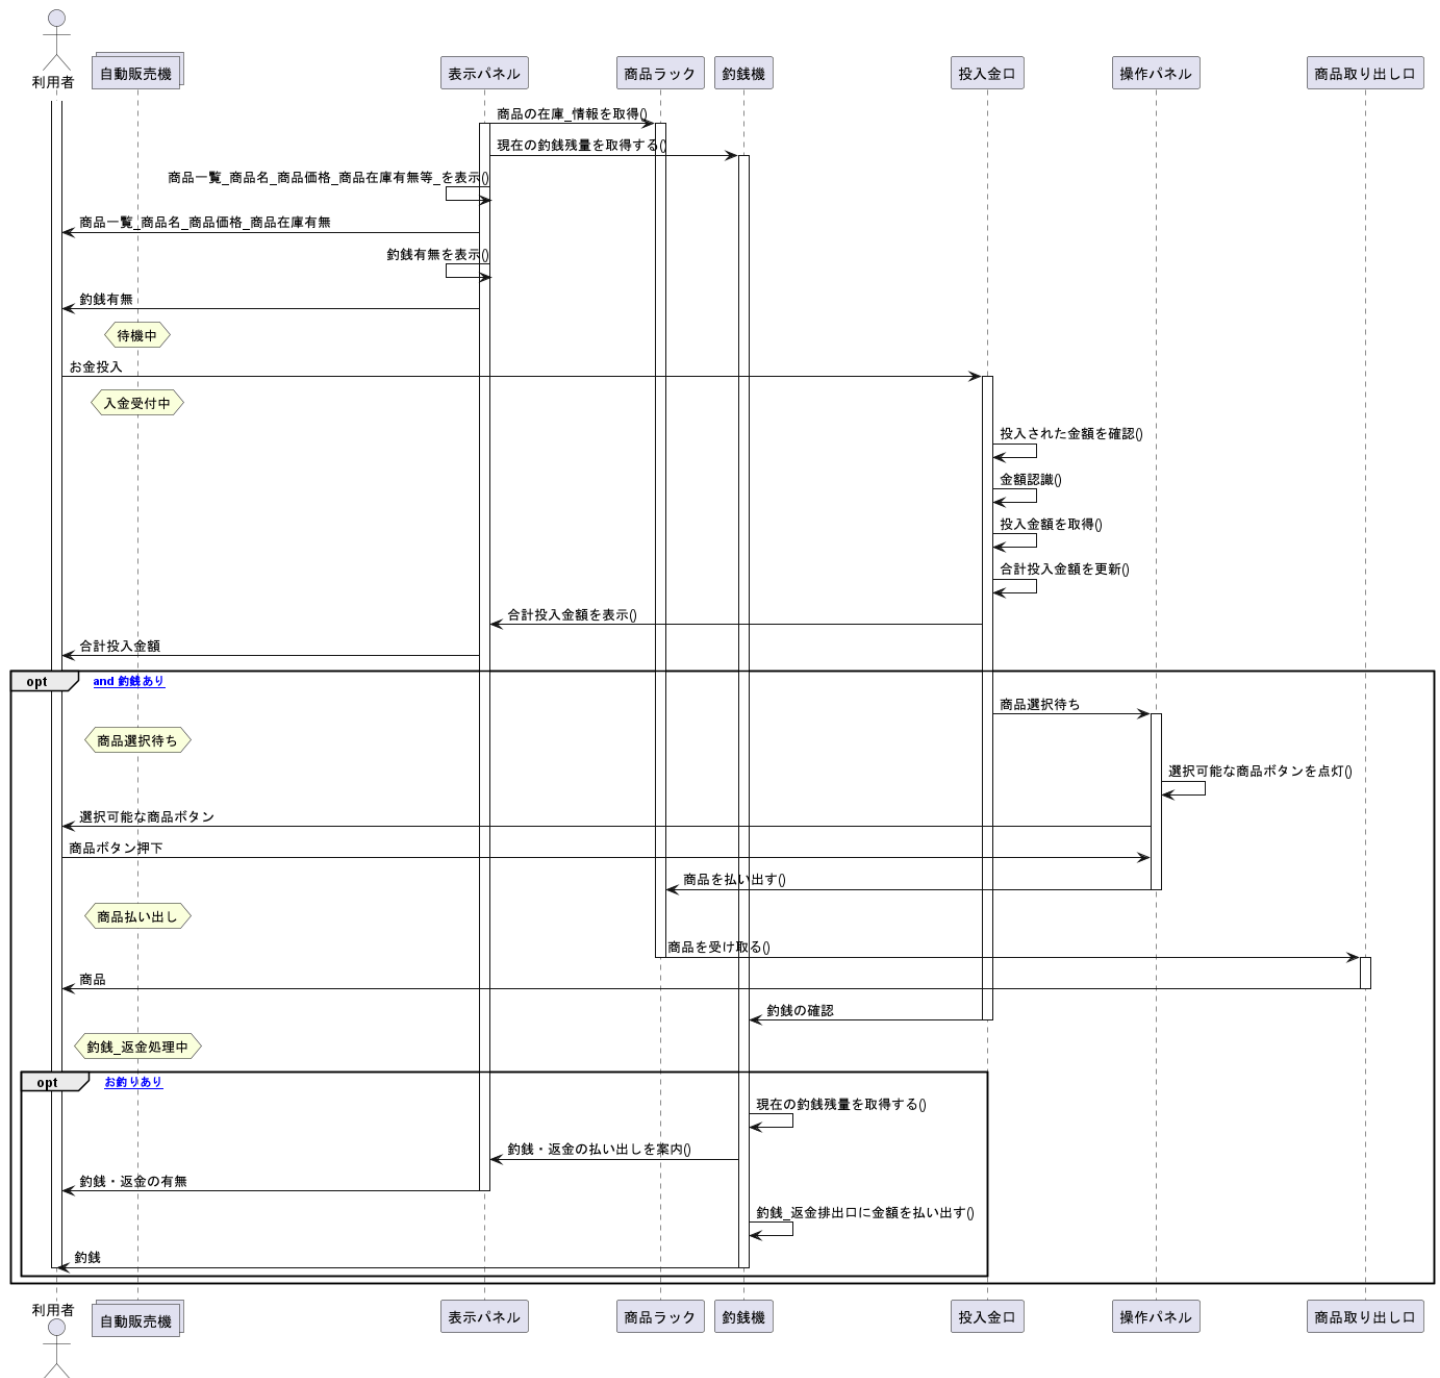 利用者
自動販売機
表示パネル
商品ラック
釣銭機
投入金口
操作パネル
商品取り出し口
商品の在庫_情報を取得()
現在の釣銭残量を取得する()
商品一覧_商品名_商品価格_商品在庫有無等_を表示()
商品一覧_商品名_商品価格_商品在庫有無
釣銭有無を表示()
釣銭有無
待機中
お金投入
入金受付中
投入された金額を確認()
金額認識()
投入金額を取得()
合計投入金額を更新()
合計投入金額を表示()
合計投入金額
opt
and 釣銭あり
商品選択待ち
商品選択待ち
選択可能な商品ボタンを点灯()
選択可能な商品ボタン
商品ボタン押下
商品を払い出す()
商品払い出し
商品を受け取る()
商品
釣銭の確認
釣銭_返金処理中
opt
お釣りあり
現在の釣銭残量を取得する()
釣銭・返金の払い出しを案内()
釣銭・返金の有無
釣銭_返金排出口に金額を払い出す()
釣銭
利用者
自動販売機
表示パネル
商品ラック
釣銭機
投入金口
操作パネル
商品取り出し口